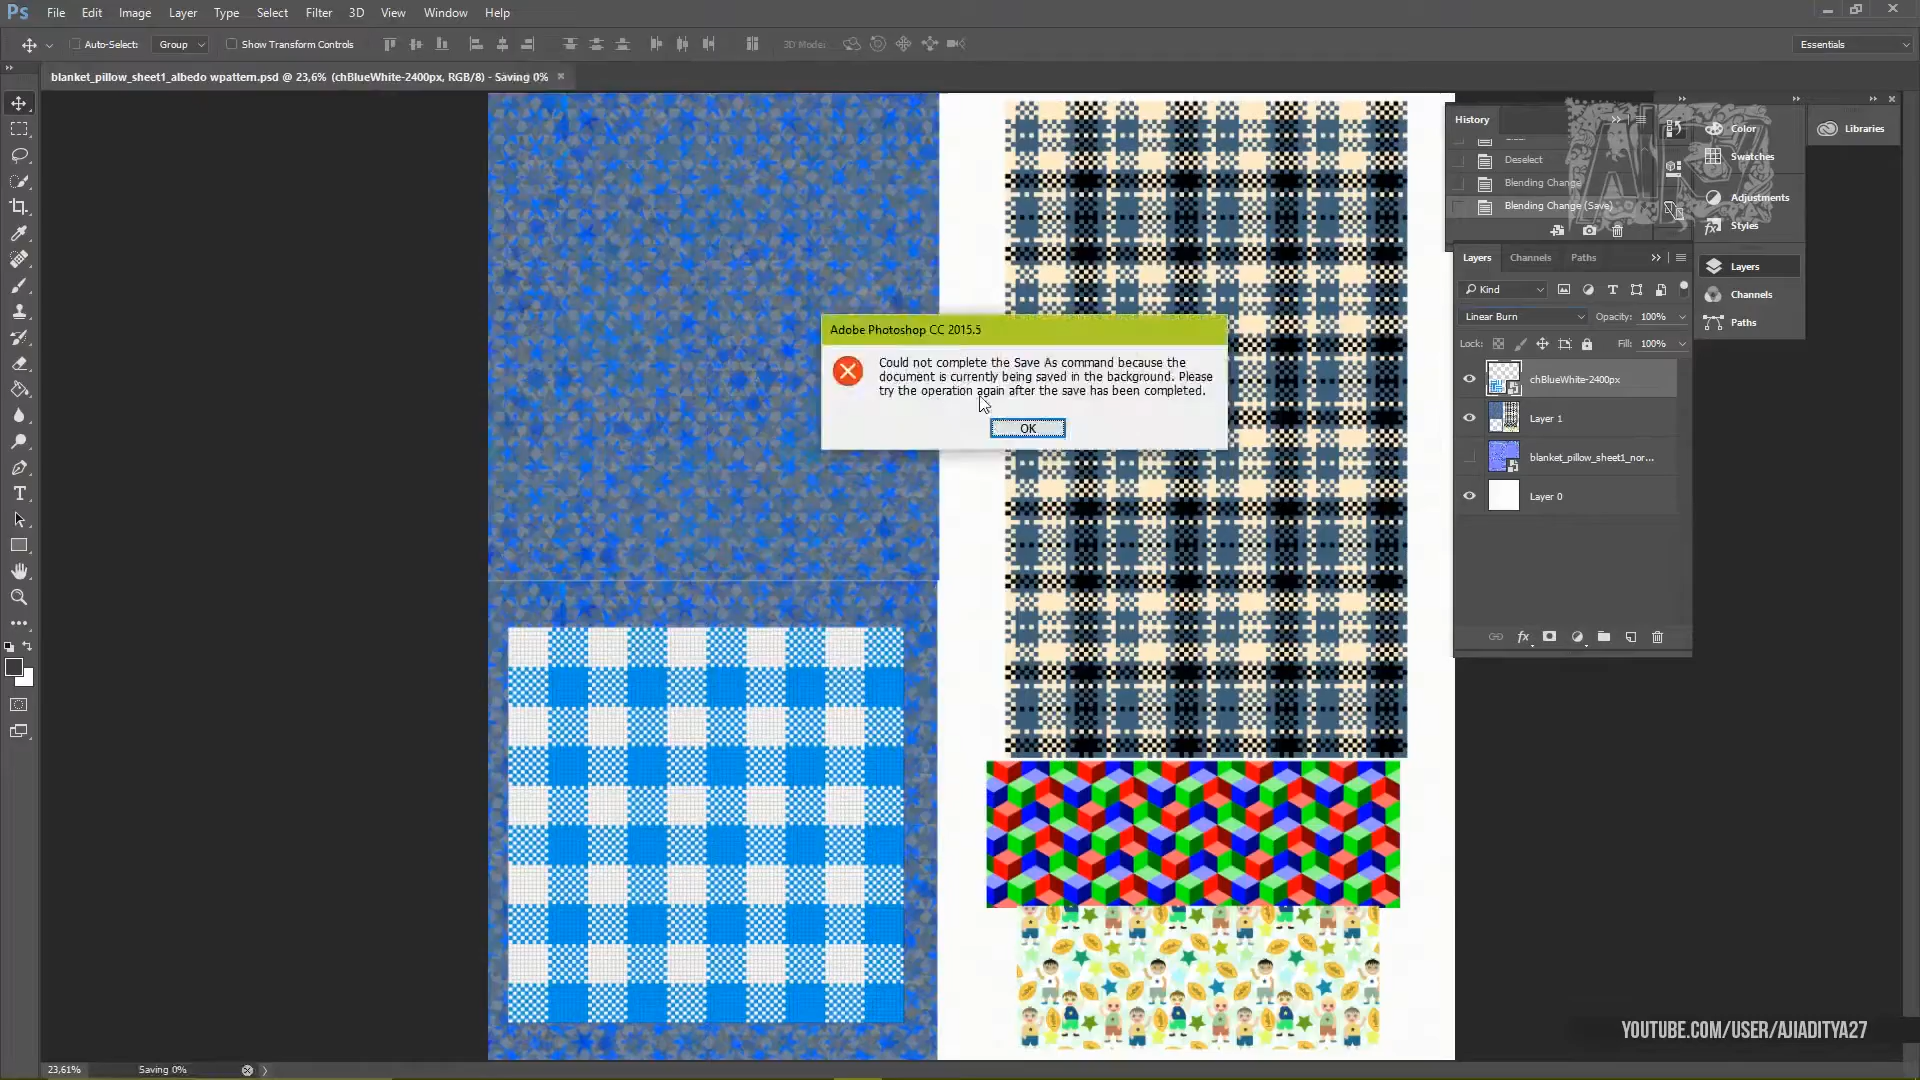 Ps File Edit Image Layer Type Select Filter 3D View Window Help
Auto-Select: Group Show Transform Controls 3D Mode: Essentials
blanket_pillow_sheet1_albedo wpattern.psd @ 23,6% (chBlueWhite-2400px, RGB/8) - Saving 0%
History
Deselect
Blending Change
Blending Change (Save)
Color
Swatches
Adjustments
Styles
Layers
Channels
Paths
Libraries
Layers Channels Paths
Kind
Linear Burn Opacity: 100%
Lock: Fill: 100%
chBlueWhite-2400px
Layer 1
blanket_pillow_sheet1_nor...
Layer 0
fx
Adobe Photoshop CC 2015.5
Could not complete the Save As command because the
document is currently being saved in the background. Please
try the operation again after the save has been completed.
OK
YOUTUBE.COM/USER/AJIADITYA27
23,61% Saving 0%